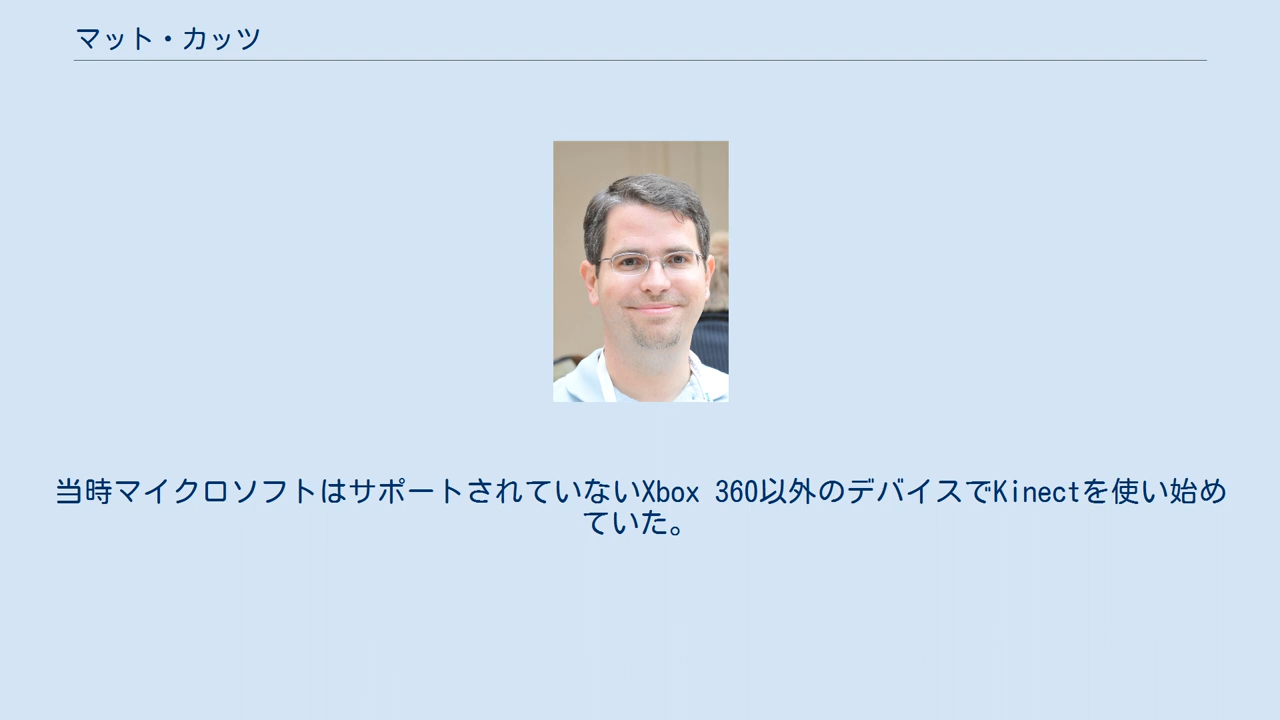 マット・カッツ
当時マイクロソフトはサポートされていないXbox 360以外のデバイスでKinectを使い始め
ていた。